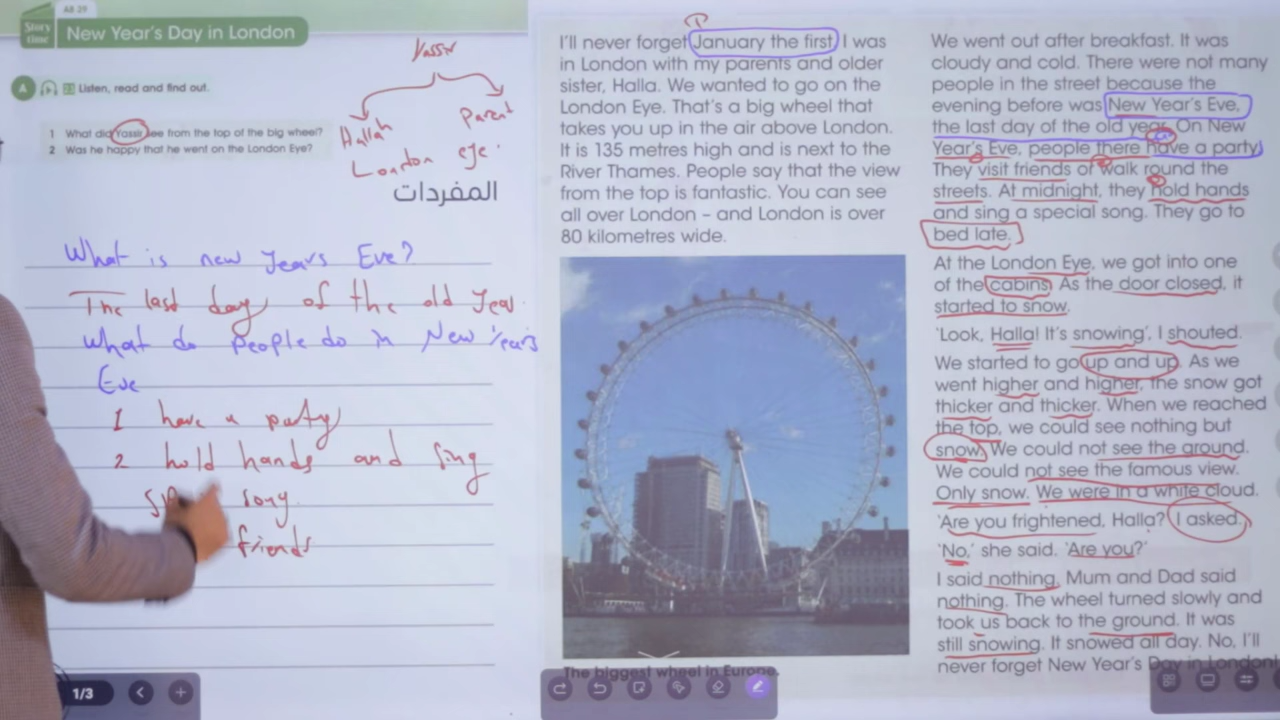 AB 29
Story time
New Year's Day in London
A 23 Listen, read and find out.
1 What did Yassir see from the top of the big wheel?
2 Was he happy that he went on the London Eye?
Yassir
Hallah
Parent
London eye.
المفردات
What is new years Eve?
The last day of the old year.
What do people do in New Year's
Eve
1 have a party
2 hold hands and sing
song.
friends
I'll never forget January the first. I was
in London with my parents and older
sister, Halla. We wanted to go on the
London Eye. That's a big wheel that
takes you up in the air above London.
It is 135 metres high and is next to the
River Thames. People say that the view
from the top is fantastic. You can see
all over London – and London is over
80 kilometres wide.
The biggest wheel in Europe.
We went out after breakfast. It was
cloudy and cold. There were not many
people in the street because the
evening before was New Year's Eve,
the last day of the old year. On New
Year's Eve, people there have a party.
They visit friends or walk round the
streets. At midnight, they hold hands
and sing a special song. They go to
bed late.
At the London Eye, we got into one
of the cabins. As the door closed, it
started to snow.
'Look, Halla! It's snowing', I shouted.
We started to go up and up. As we
went higher and higher, the snow got
thicker and thicker. When we reached
the top, we could see nothing but
snow. We could not see the ground.
We could not see the famous view.
Only snow. We were in a white cloud.
'Are you frightened, Halla? I asked.
'No,' she said. 'Are you?'
I said nothing. Mum and Dad said
nothing. The wheel turned slowly and
took us back to the ground. It was
still snowing. It snowed all day. No, I'll
never forget New Year's Day in London!
1/3